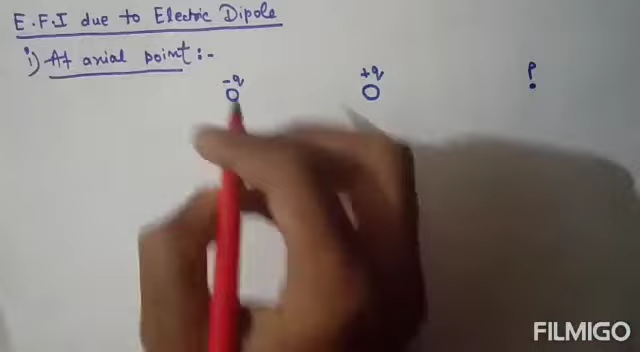 E.F.I due to Electric Dipole
i) At axial point :-
-q +q P
FILMIGO